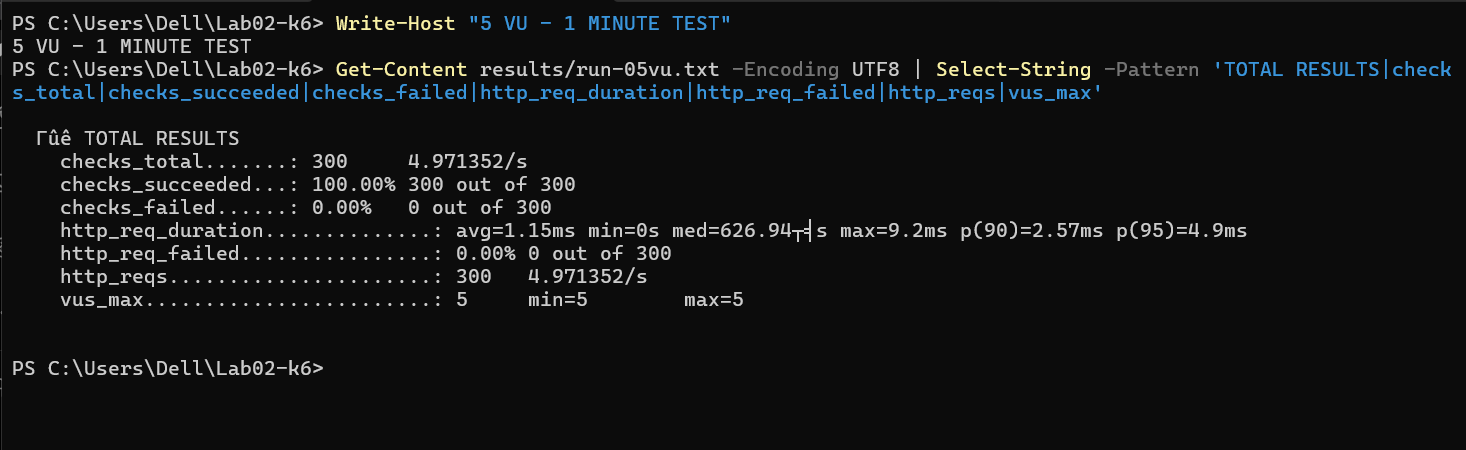 PS C:\Users\Dell\Lab02-k6> Write-Host "5 VU - 1 MINUTE TEST"
5 VU - 1 MINUTE TEST
PS C:\Users\Dell\Lab02-k6> Get-Content results/run-05vu.txt -Encoding UTF8 | Select-String -Pattern 'TOTAL RESULTS|check
s_total|checks_succeeded|checks_failed|http_req_duration|http_req_failed|http_reqs|vus_max'
Γûê TOTAL RESULTS
checks_total.......: 300     4.971352/s
checks_succeeded...: 100.00% 300 out of 300
checks_failed......: 0.00%   0 out of 300
http_req_duration..............: avg=1.15ms min=0s med=626.94┬╡s max=9.2ms p(90)=2.57ms p(95)=4.9ms
http_req_failed................: 0.00% 0 out of 300
http_reqs......................: 300   4.971352/s
vus_max........................: 5     min=5        max=5
PS C:\Users\Dell\Lab02-k6>